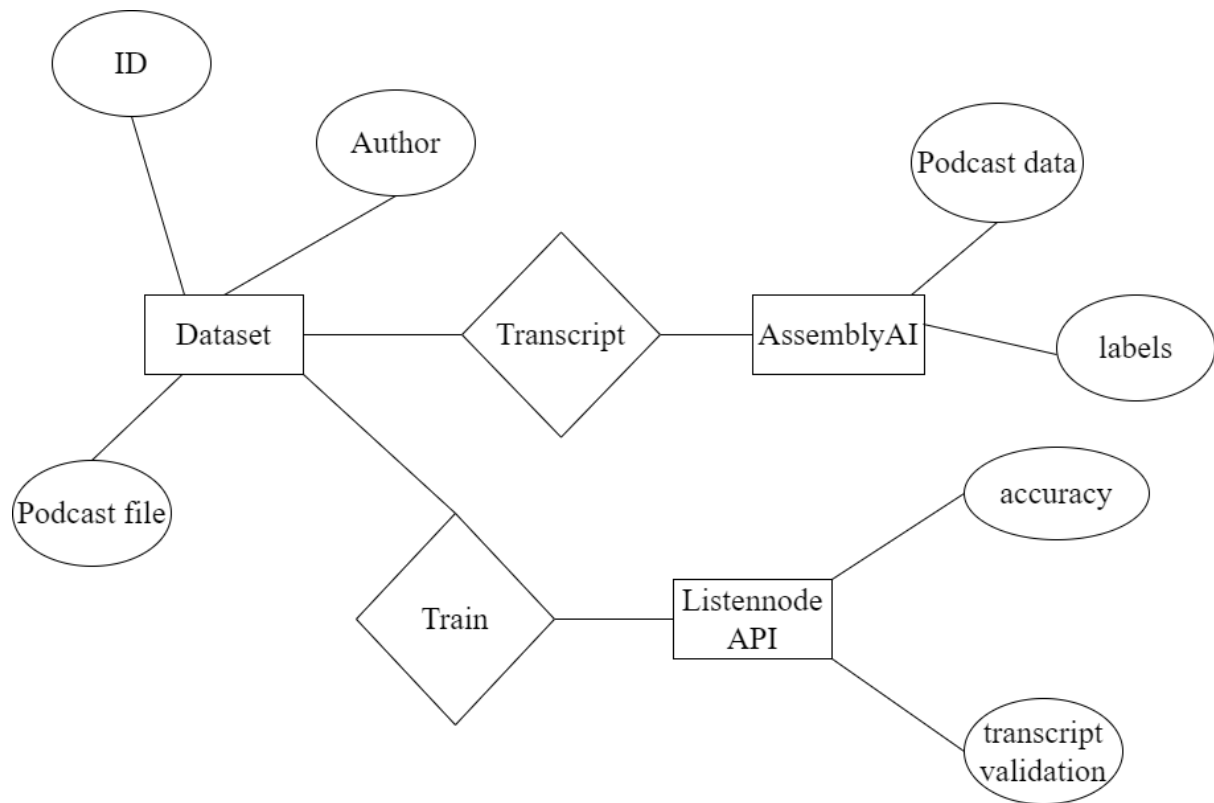 ID
Author
Podcast data
Dataset
Transcript
AssemblyAI
labels
Podcast file
accuracy
Train
Listennode
API
transcript
validation